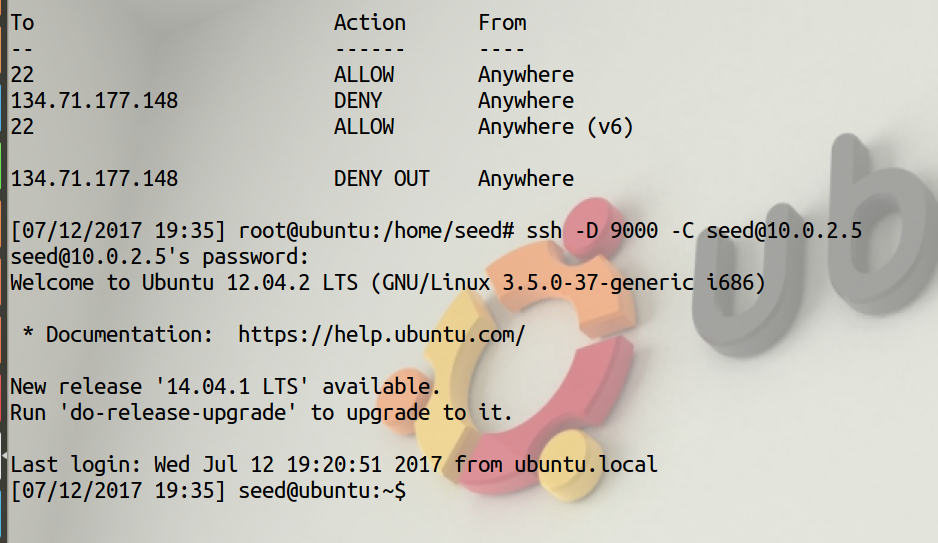 To                         Action      From
--                         ------      ----
22                         ALLOW       Anywhere
134.71.177.148             DENY        Anywhere
22                         ALLOW       Anywhere (v6)
134.71.177.148             DENY OUT    Anywhere
[07/12/2017 19:35] root@ubuntu:/home/seed# ssh -D 9000 -C seed@10.0.2.5
seed@10.0.2.5's password:
Welcome to Ubuntu 12.04.2 LTS (GNU/Linux 3.5.0-37-generic i686)
 * Documentation:  https://help.ubuntu.com/
New release '14.04.1 LTS' available.
Run 'do-release-upgrade' to upgrade to it.
Last login: Wed Jul 12 19:20:51 2017 from ubuntu.local
[07/12/2017 19:35] seed@ubuntu:~$
ub